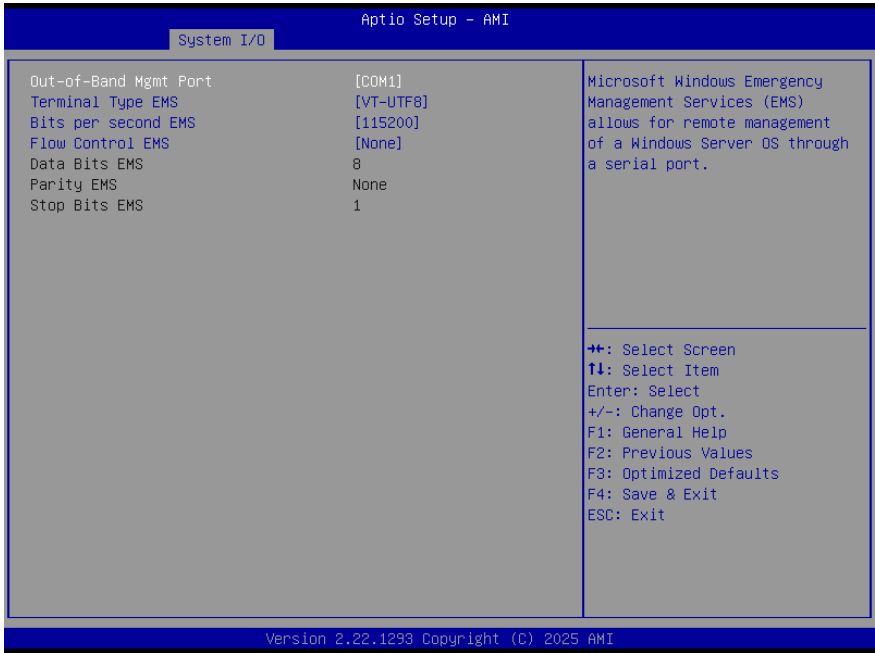 Aptio Setup - AMI
System I/O
Out-of-Band Mgmt Port [COM1]
Terminal Type EMS [VT-UTF8]
Bits per second EMS [115200]
Flow Control EMS [None]
Data Bits EMS 8
Parity EMS None
Stop Bits EMS 1
Microsoft Windows Emergency
Management Services (EMS)
allows for remote management
of a Windows Server OS through
a serial port.
→←: Select Screen
↑↓: Select Item
Enter: Select
+/-: Change Opt.
F1: General Help
F2: Previous Values
F3: Optimized Defaults
F4: Save & Exit
ESC: Exit
Version 2.22.1293 Copyright (C) 2025 AMI